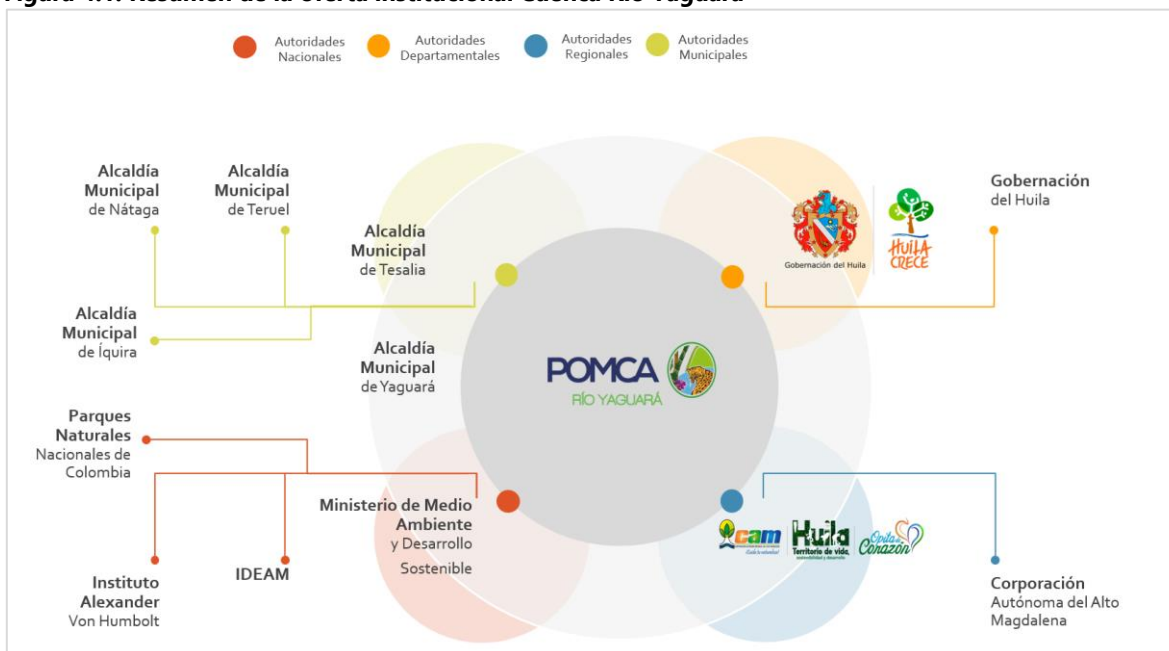 Autoridades
Nacionales
Autoridades
Departamentales
Autoridades
Regionales
Autoridades
Municipales
Alcaldía
Municipal
de Nátaga
Alcaldía
Municipal
de Teruel
Alcaldía
Municipal
de Tesalia
Alcaldía
Municipal
de Íquira
Alcaldía
Municipal
de Yaguará
Gobernación del Huila
HUILA
CRECE
Gobernación
del Huila
POMCA
RÍO YAGUARÁ
Parques
Naturales
Nacionales de
Colombia
Ministerio de Medio
Ambiente
y Desarrollo
Sostenible
Instituto
Alexander
Von Humbolt
IDEAM
cam
Huila
Territorio de vida,
sostenibilidad y desarrollo
Opita de
Corazón
Corporación
Autónoma del Alto
Magdalena